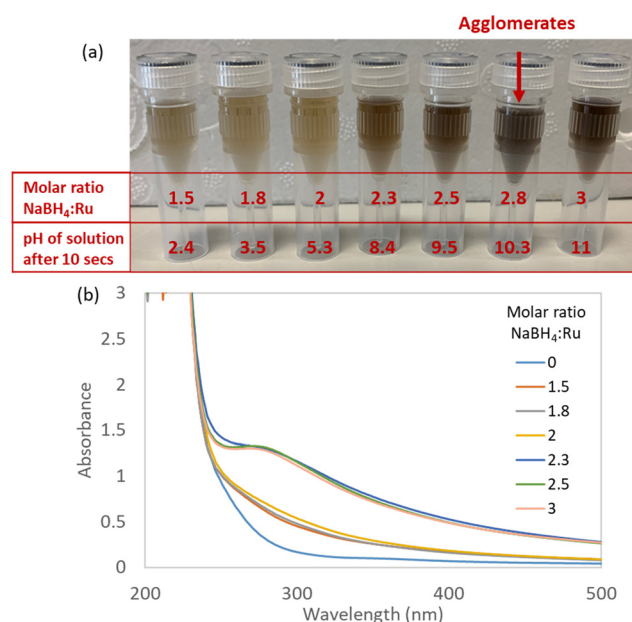 Agglomerates
(a)
Molar ratio
NaBH₄:Ru
1.5 1.8 2 2.3 2.5 2.8 3
pH of solution
after 10 secs
2.4 3.5 5.3 8.4 9.5 10.3 11
(b)
3
2.5
2
1.5
1
0.5
0
Absorbance
200 300 400 500
Wavelength (nm)
Molar ratio
NaBH₄:Ru
0
1.5
1.8
2
2.3
2.5
3